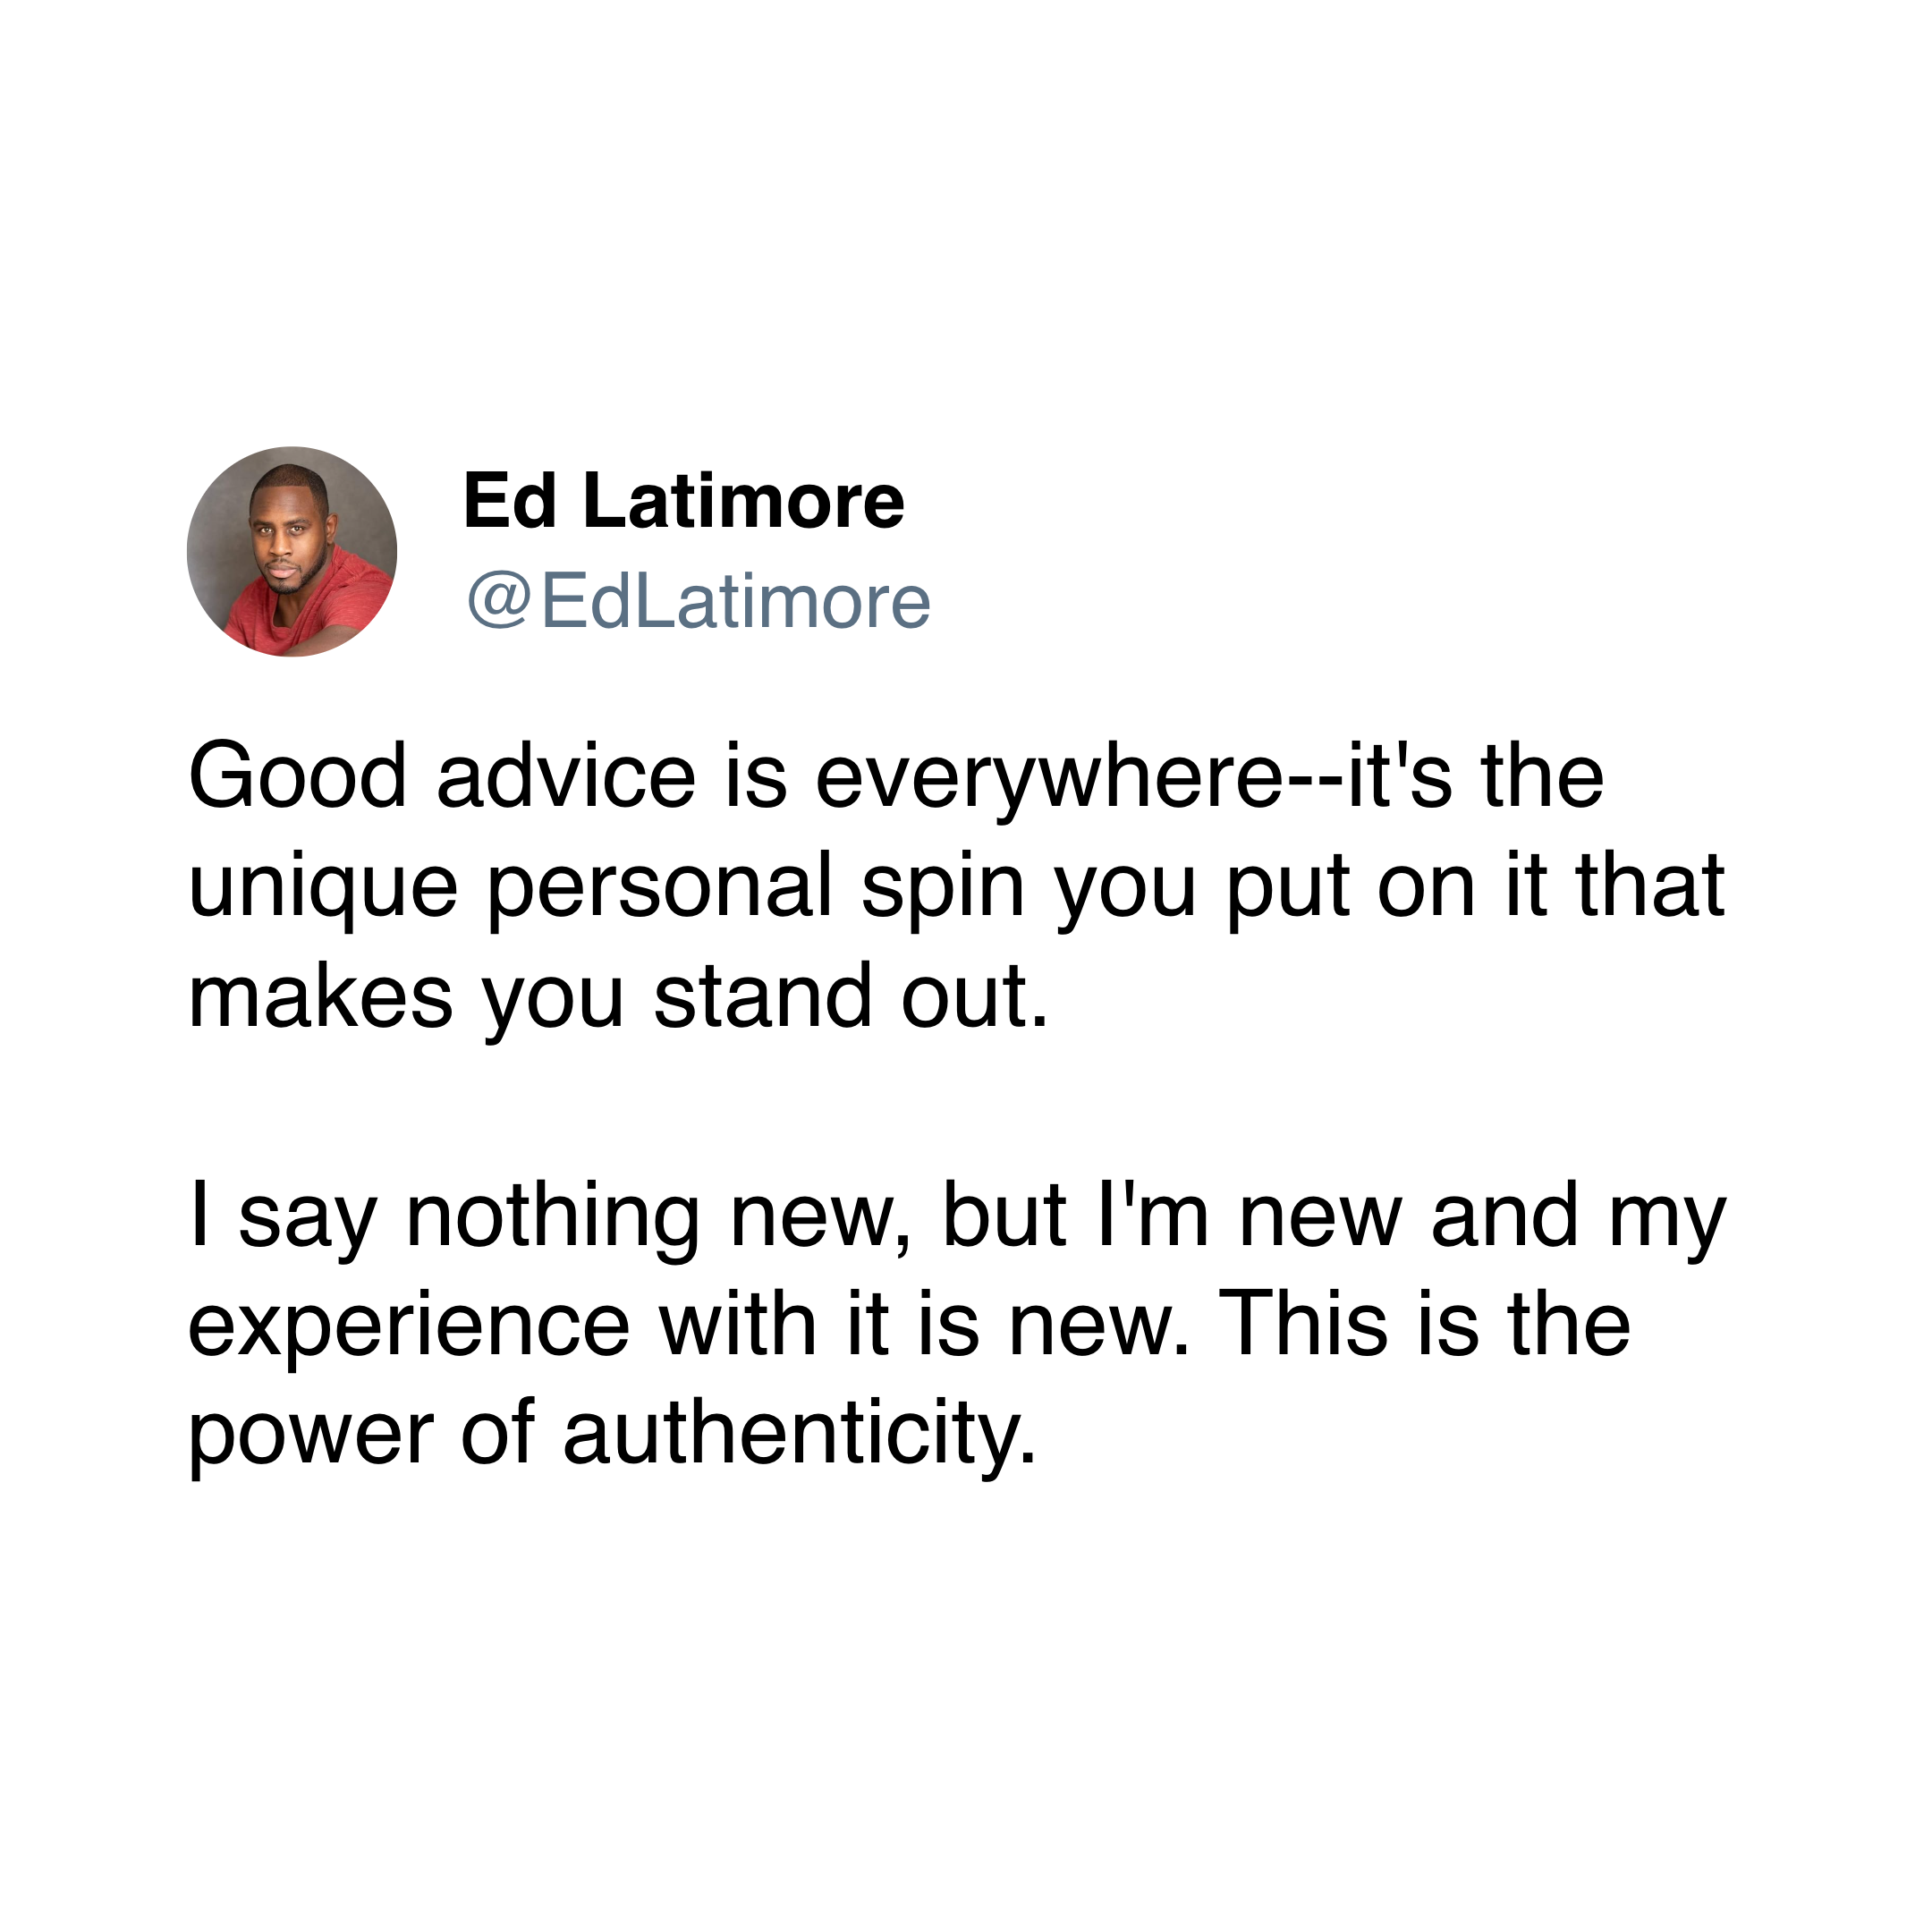 Ed Latimore
@EdLatimore
Good advice is everywhere--it's the
unique personal spin you put on it that
makes you stand out.
I say nothing new, but I'm new and my
experience with it is new. This is the
power of authenticity.